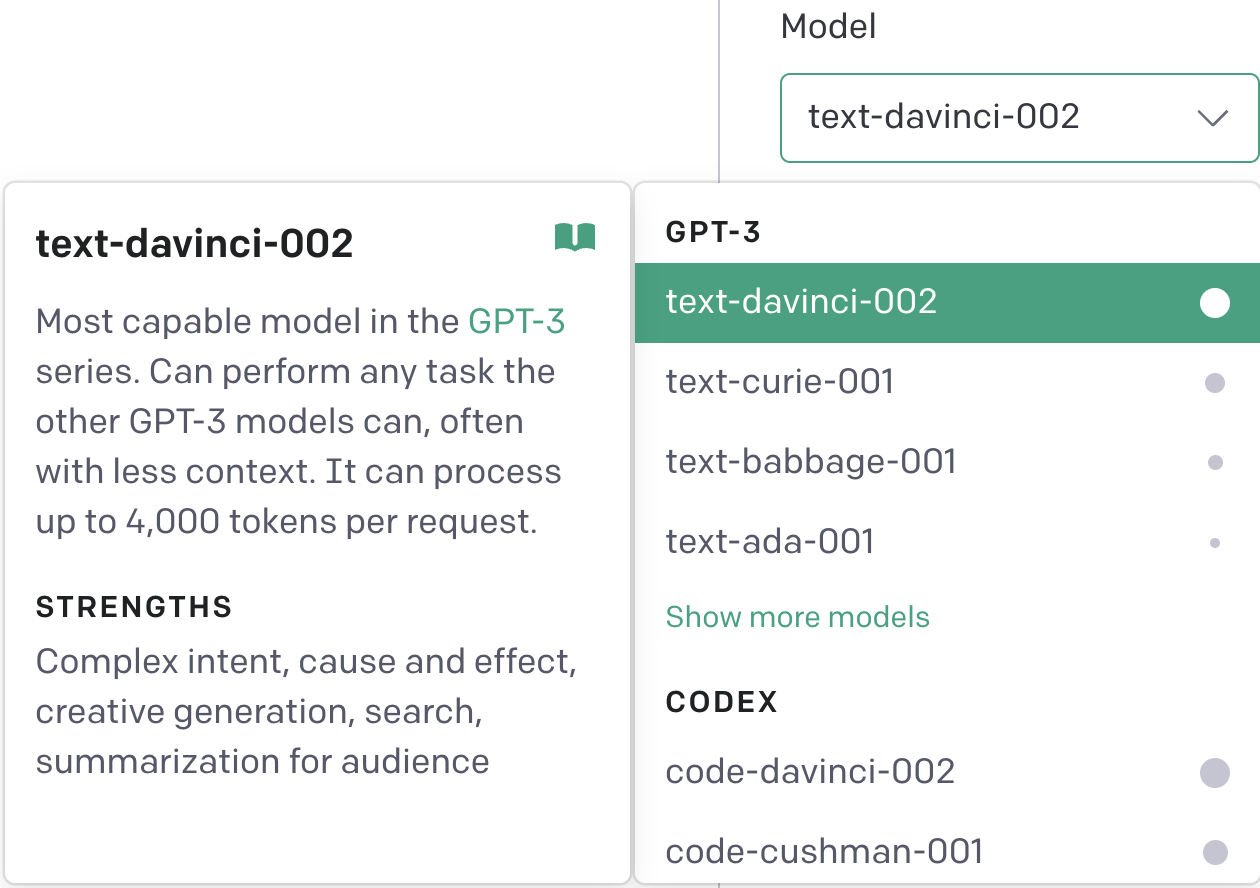 Model
text-davinci-002
text-davinci-002
Most capable model in the GPT-3
series. Can perform any task the
other GPT-3 models can, often
with less context. It can process
up to 4,000 tokens per request.
STRENGTHS
Complex intent, cause and effect,
creative generation, search,
summarization for audience
GPT-3
text-davinci-002
text-curie-001
text-babbage-001
text-ada-001
Show more models
CODEX
code-davinci-002
code-cushman-001